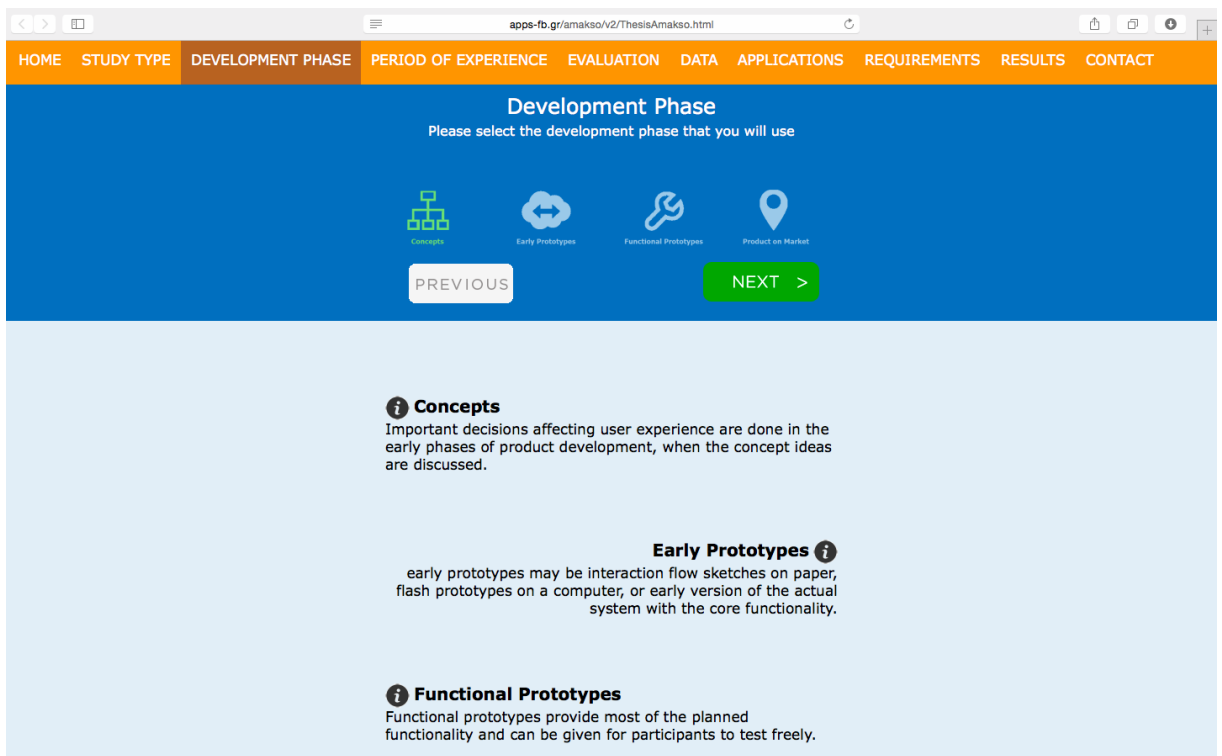 apps-fb.gr/amakso/v2/ThesisAmakso.html
HOME STUDY TYPE DEVELOPMENT PHASE PERIOD OF EXPERIENCE EVALUATION DATA APPLICATIONS REQUIREMENTS RESULTS CONTACT
Development Phase
Please select the development phase that you will use
Concepts Early Prototypes Functional Prototypes Product on Market
PREVIOUS NEXT >
Concepts
Important decisions affecting user experience are done in the
early phases of product development, when the concept ideas
are discussed.
Early Prototypes
early prototypes may be interaction flow sketches on paper,
flash prototypes on a computer, or early version of the actual
system with the core functionality.
Functional Prototypes
Functional prototypes provide most of the planned
functionality and can be given for participants to test freely.